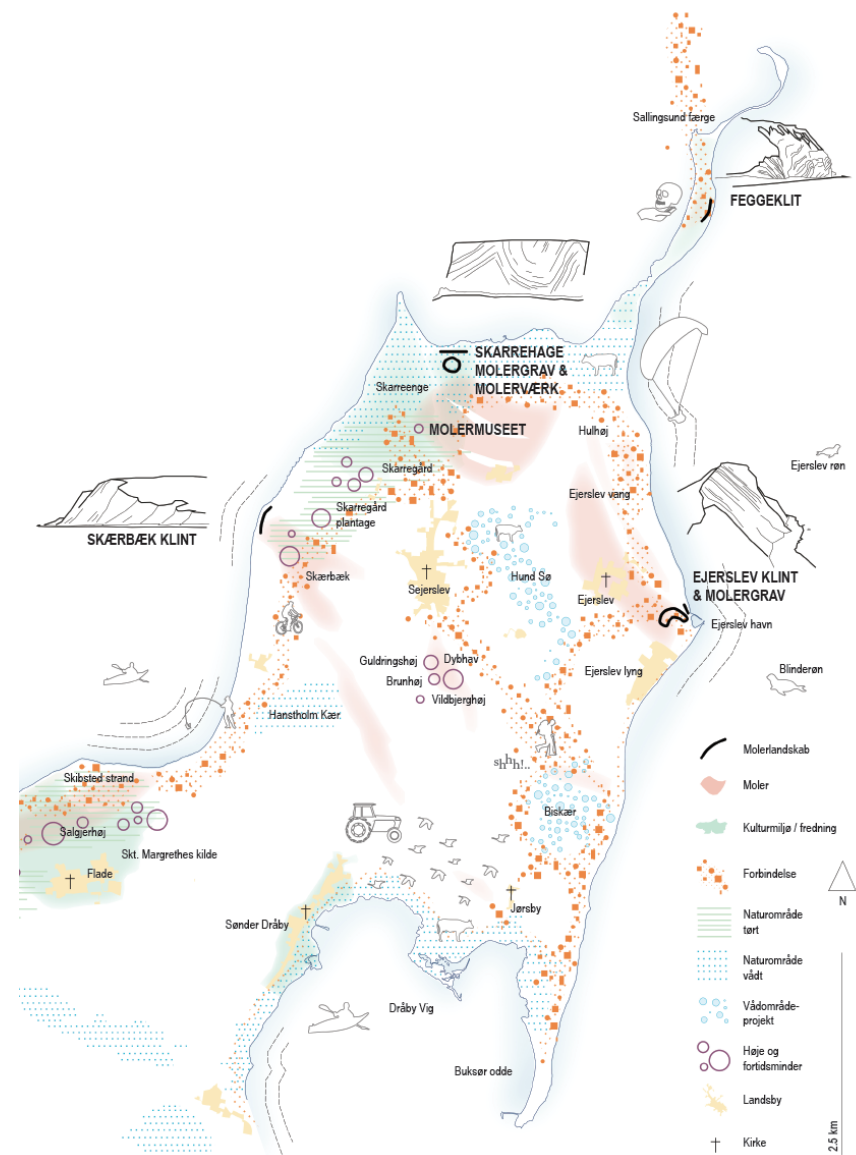 Sallingsund færge
FEGGEKLIT
SKARREHAGE
MOLERGRAV &
MOLERVÆRK
Skarreenge
MOLERMUSEET
Hulhøj
Skarregård
Ejerslev røn
Ejerslev vang
Skarregård
plantage
SKÆRBÆK KLINT
Skærbæk
Hund Sø
Sejerslev
Ejerslev
EJERSLEV KLINT
& MOLERGRAV
Ejerslev havn
Guldringshøj
Dybhav
Brunhøj
Vildbjerghøj
Ejerslev lyng
Blinderøn
Hanstholm Kær
shhh!..
Skibsted strand
Biskær
Salgjerhøj
Skt. Margrethes kilde
Flade
Jørsby
Sønder Dråby
Dråby Vig
Buksør odde
Molerlandskab
Moler
Kulturmiljø / fredning
Forbindelse
N
Naturområde
tørt
Naturområde
vådt
Vådområde-
projekt
Høje og
fortidsminder
Landsby
Kirke
2.5 km